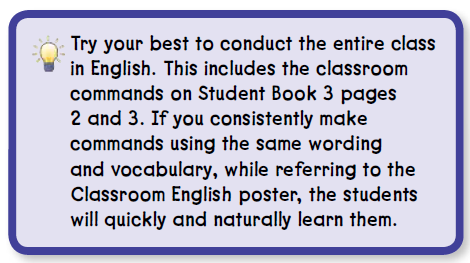 Try your best to conduct the entire class
in English. This includes the classroom
commands on Student Book 3 pages
2 and 3. If you consistently make
commands using the same wording
and vocabulary, while referring to the
Classroom English poster, the students
will quickly and naturally learn them.